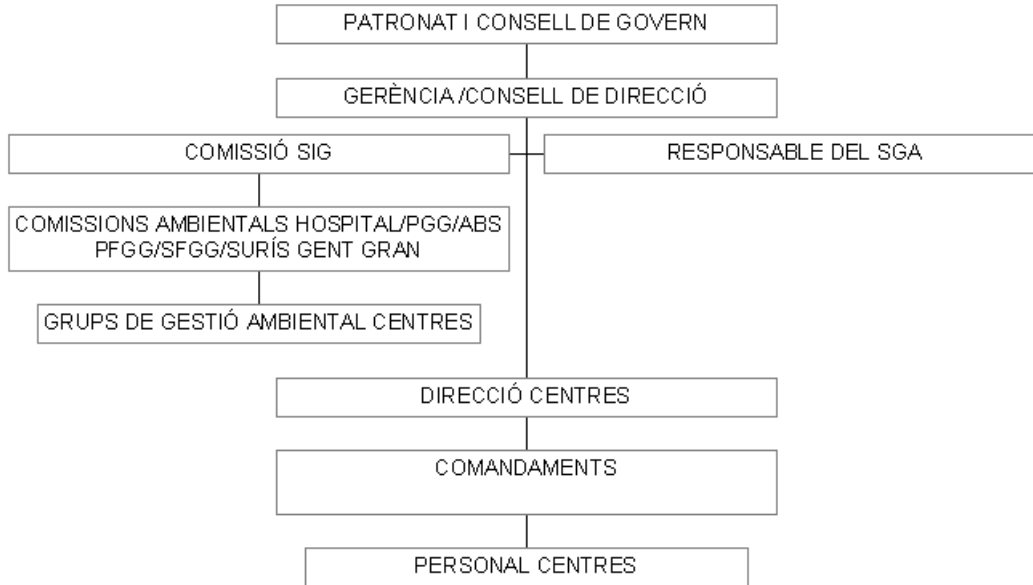 PATRONAT I CONSELL DE GOVERN
GERÈNCIA /CONSELL DE DIRECCIÓ
COMISSIÓ SIG
RESPONSABLE DEL SGA
COMISSIONS AMBIENTALS HOSPITAL/PGG/ABS
PFGG/SFGG/SURÍS GENT GRAN
GRUPS DE GESTIÓ AMBIENTAL CENTRES
DIRECCIÓ CENTRES
COMANDAMENTS
PERSONAL CENTRES